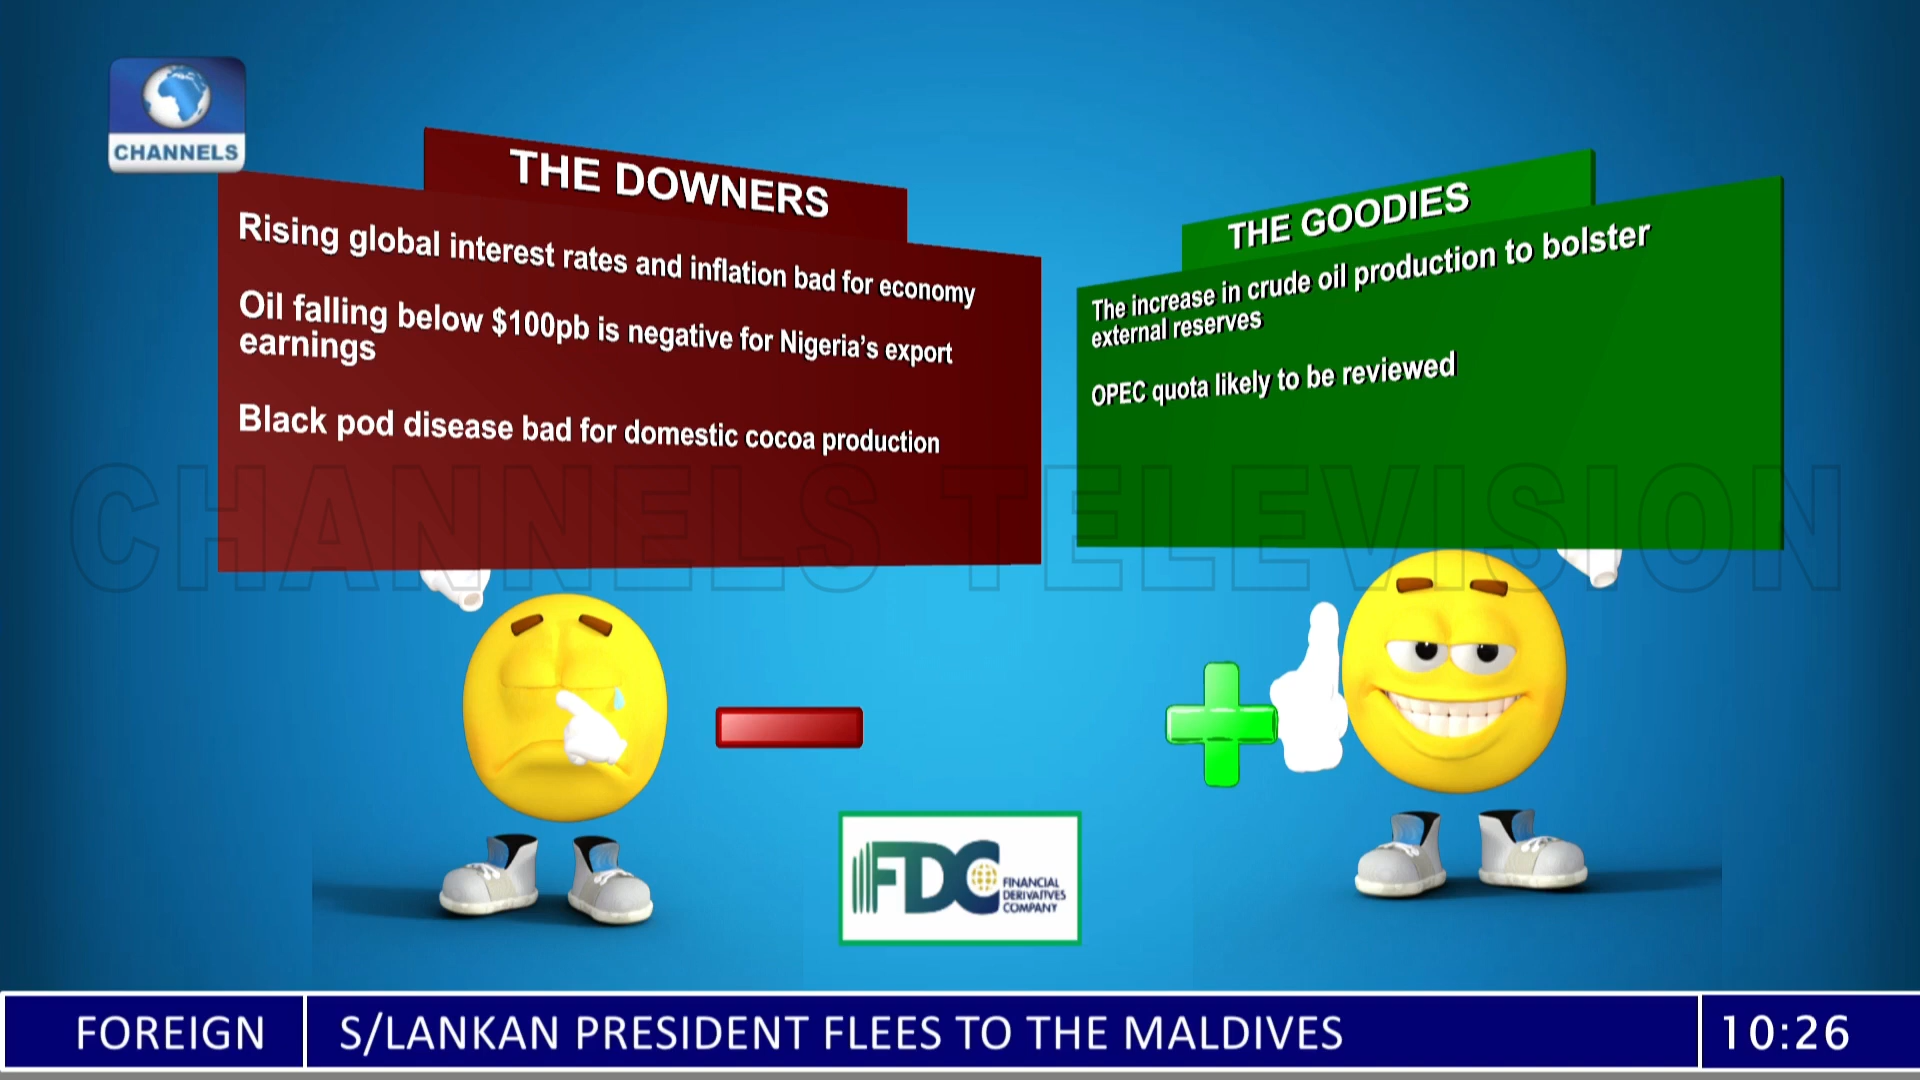 CHANNELS
THE DOWNERS
Rising global interest rates and inflation bad for economy
Oil falling below $100pb is negative for Nigeria's export
earnings
Black pod disease bad for domestic cocoa production
THE GOODIES
The increase in crude oil production to bolster
external reserves
OPEC quota likely to be reviewed
CHANNELS TELEVISION
FDC
FINANCIAL
DERIVATIVES
COMPANY
FOREIGN
S/LANKAN PRESIDENT FLEES TO THE MALDIVES
10:26